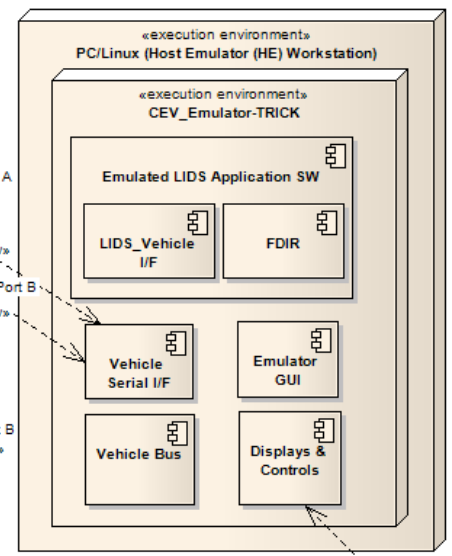 «execution environment»
PC/Linux (Host Emulator (HE) Workstation)
«execution environment»
CEV_Emulator-TRICK
A
Emulated LIDS Application SW
LIDS_Vehicle
I/F
FDIR
Port B
Vehicle
Serial I/F
Emulator
GUI
B
Vehicle Bus
Displays &
Controls